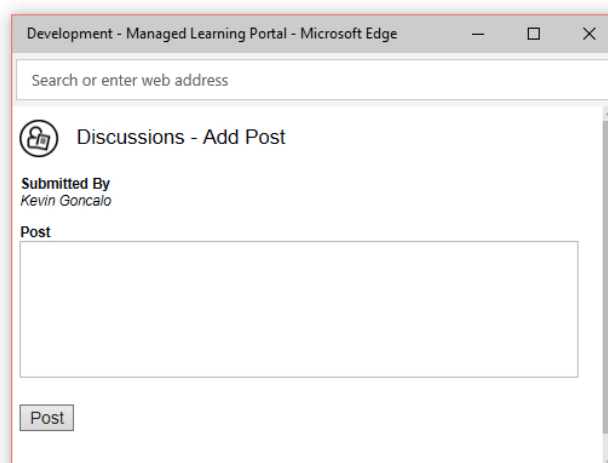 Development - Managed Learning Portal - Microsoft Edge
Search or enter web address
Discussions - Add Post
Submitted By
Kevin Goncalo
Post
Post